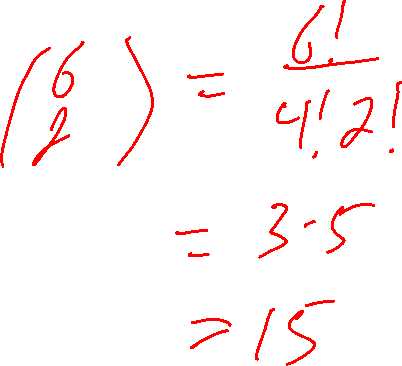 (6 2) = 6!/4!2!
= 3·5
= 15